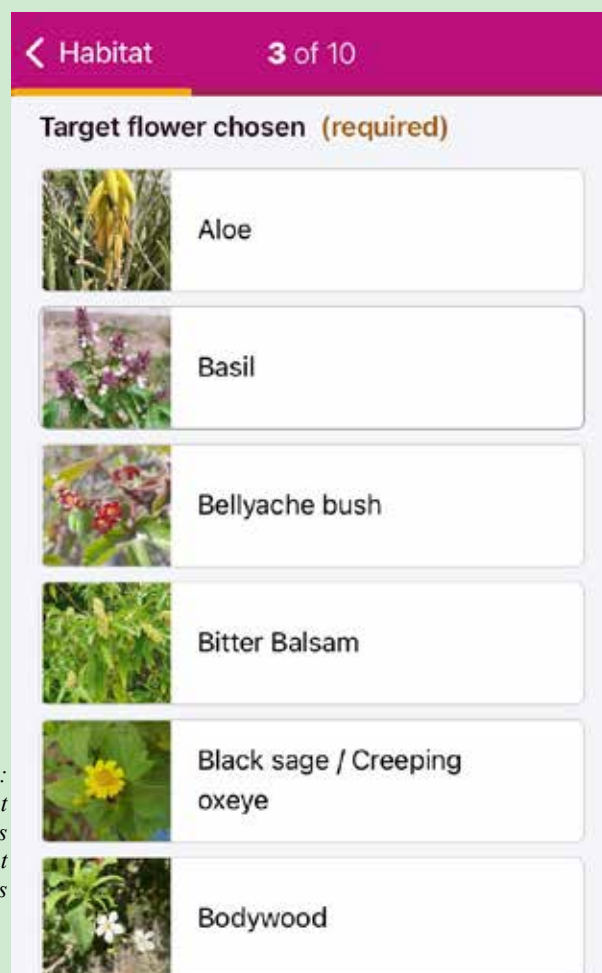 Habitat
3 of 10
Target flower chosen (required)
Aloe
Basil
Bellyache bush
Bitter Balsam
Black sage / Creeping
oxeye
Bodywood